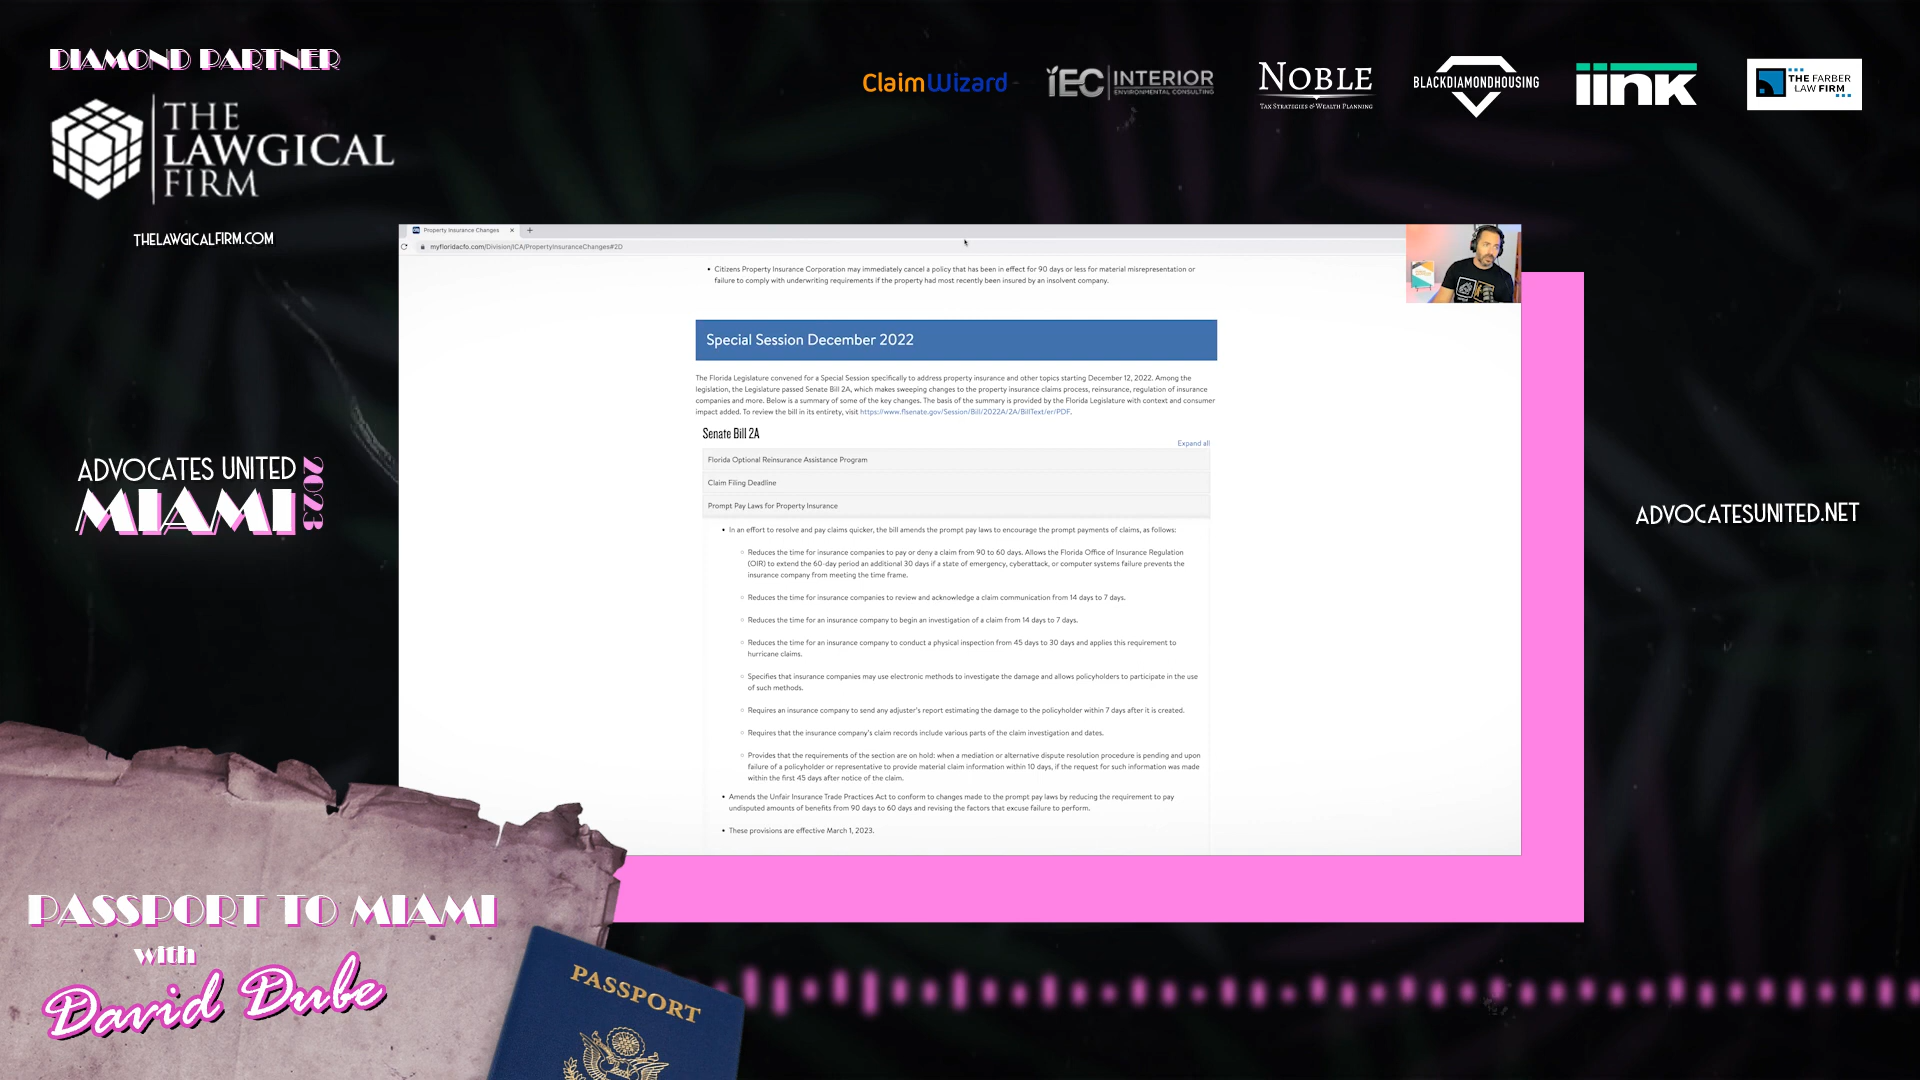 DIAMOND PARTNER
THE
LAWGICAL
FIRM
THELAWGICALFIRM.COM
ClaimWizard
IEC INTERIOR
ENVIRONMENTAL CONSULTING
NOBLE
TAX STRATEGIES & WEALTH PLANNING
BLACKDIAMONDHOUSING
iink
THE FARBER
LAW FIRM
Property Insurance Changes
myfloridacfo.com/Division/ICA/PropertyInsuranceChanges#2D
• Citizens Property Insurance Corporation may immediately cancel a policy that has been in effect for 90 days or less for material misrepresentation or
failure to comply with underwriting requirements if the property had most recently been insured by an insolvent company.
Special Session December 2022
The Florida Legislature convened for a Special Session specifically to address property insurance and other topics starting December 12, 2022. Among the
legislation, the Legislature passed Senate Bill 2A, which makes sweeping changes to the property insurance claims process, reinsurance, regulation of insurance
companies and more. Below is a summary of some of the key changes. The basis of the summary is provided by the Florida Legislature with context and consumer
impact added. To review the bill in its entirety, visit https://www.flsenate.gov/Session/Bill/2022A/2A/BillText/er/PDF.
Senate Bill 2A
Expand all
Florida Optional Reinsurance Assistance Program
Claim Filing Deadline
Prompt Pay Laws for Property Insurance
• In an effort to resolve and pay claims quicker, the bill amends the prompt pay laws to encourage the prompt payments of claims, as follows:
○ Reduces the time for insurance companies to pay or deny a claim from 90 to 60 days. Allows the Florida Office of Insurance Regulation
(OIR) to extend the 60-day period an additional 30 days if a state of emergency, cyberattack, or computer systems failure prevents the
insurance company from meeting the time frame.
○ Reduces the time for insurance companies to review and acknowledge a claim communication from 14 days to 7 days.
○ Reduces the time for an insurance company to begin an investigation of a claim from 14 days to 7 days.
○ Reduces the time for an insurance company to conduct a physical inspection from 45 days to 30 days and applies this requirement to
hurricane claims.
○ Specifies that insurance companies may use electronic methods to investigate the damage and allows policyholders to participate in the use
of such methods.
○ Requires an insurance company to send any adjuster's report estimating the damage to the policyholder within 7 days after it is created.
○ Requires that the insurance company's claim records include various parts of the claim investigation and dates.
○ Provides that the requirements of the section are on hold: when a mediation or alternative dispute resolution procedure is pending and upon
failure of a policyholder or representative to provide material claim information within 10 days, if the request for such information was made
within the first 45 days after notice of the claim.
• Amends the Unfair Insurance Trade Practices Act to conform to changes made to the prompt pay laws by reducing the requirement to pay
undisputed amounts of benefits from 90 days to 60 days and revising the factors that excuse failure to perform.
• These provisions are effective March 1, 2023.
ADVOCATES UNITED
MIAMI
2023
ADVOCATESUNITED.NET
PASSPORT TO MIAMI
with
David Dube
PASSPORT